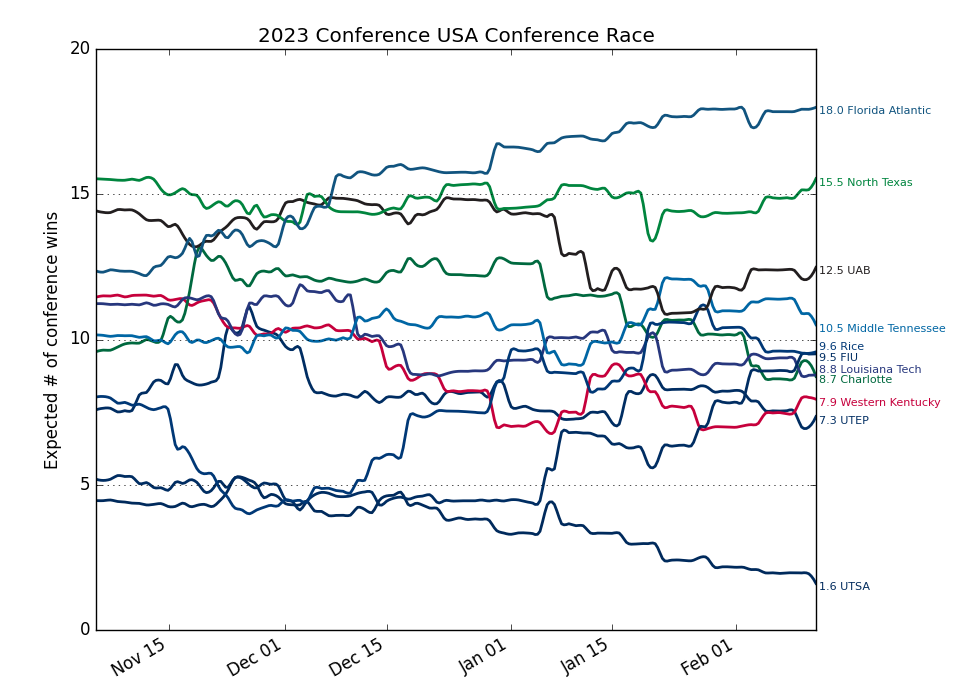 2023 Conference USA Conference Race
Expected # of conference wins
20
15
10
5
0
Nov 15
Dec 01
Dec 15
Jan 01
Jan 15
Feb 01
18.0 Florida Atlantic
15.5 North Texas
12.5 UAB
10.5 Middle Tennessee
9.6 Rice
9.5 FIU
8.8 Louisiana Tech
8.7 Charlotte
7.9 Western Kentucky
7.3 UTEP
1.6 UTSA